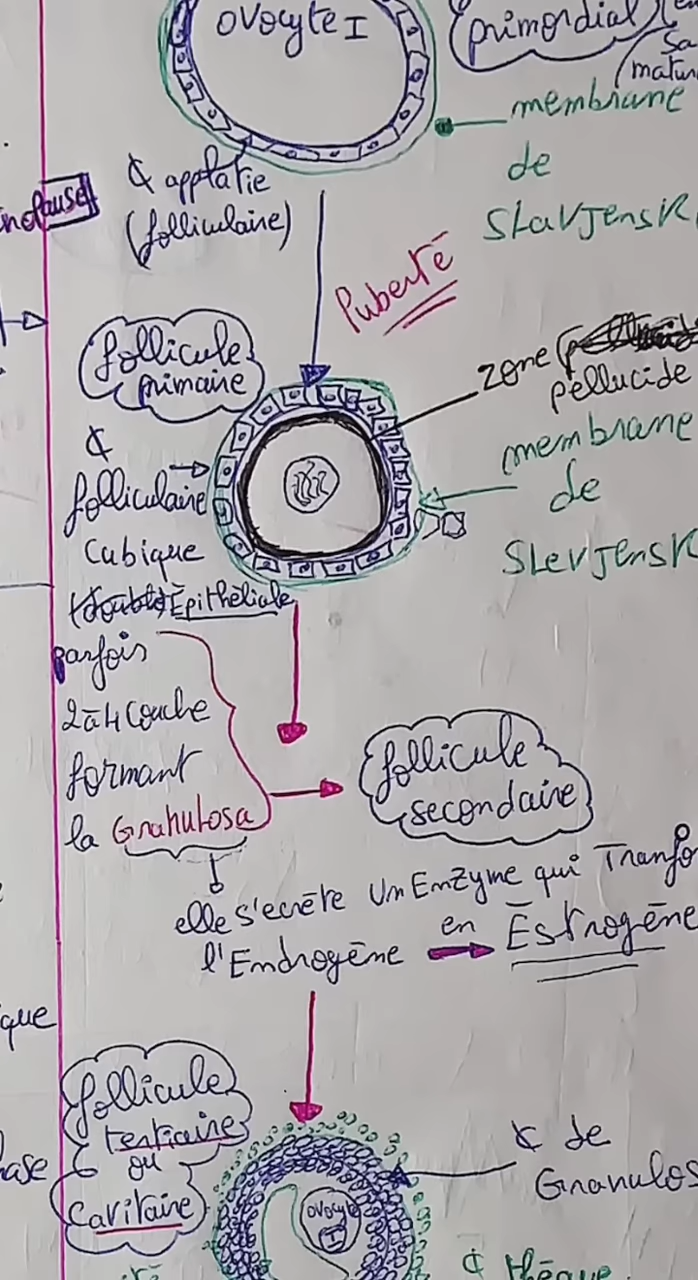 ovocyte I
primordial
membrane
de
SLavJensk
¢ applatie
(folliculaire)
Puberté
follicule
primaire
zone
pellucide
membrane
de
SLevJensk
¢
folliculaire
Cubique
Épithéliale
parfois
2 à 4 couche
formant
la Granulosa
follicule
secondaire
elle s'ecrète Un Enzyme qui Tranfo
l'Endrogène en Estrogène
follicule
tertiaire
ou
Cavitaire
¢ de
Granulos
ovocyte
I
¢ thèque